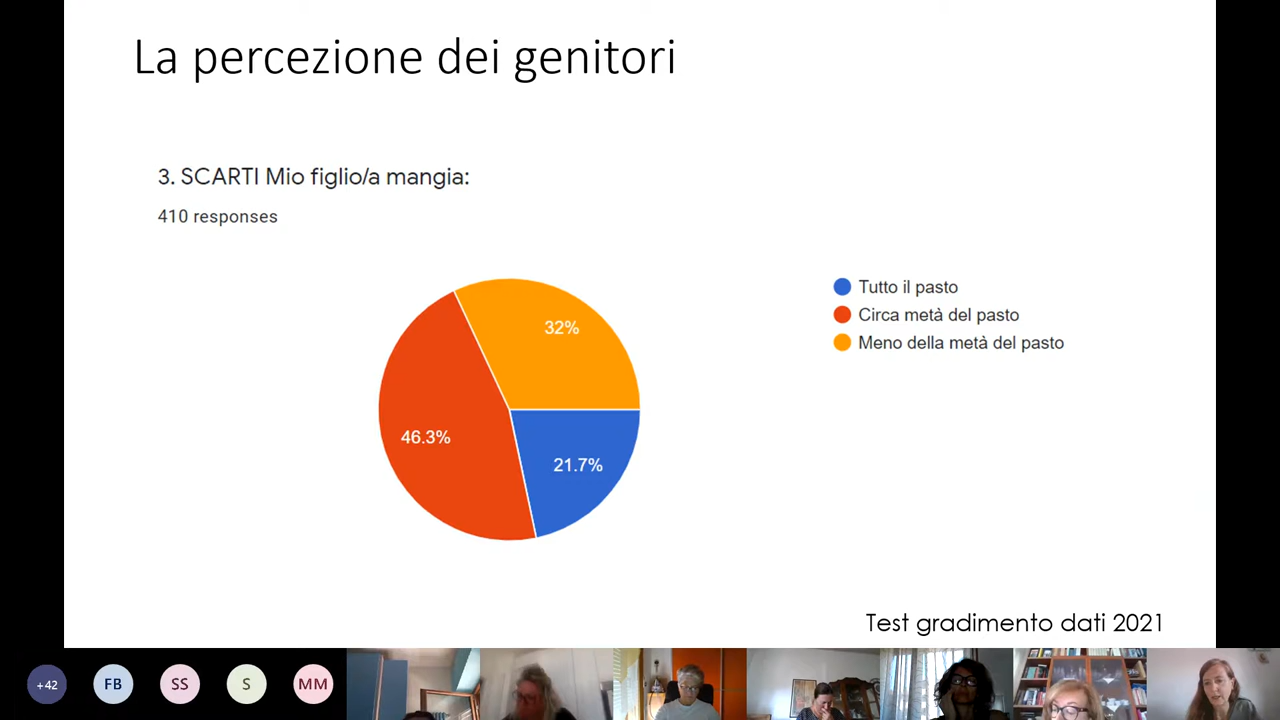 La percezione dei genitori
3. SCARTI Mio figlio/a mangia:
410 responses
Tutto il pasto
Circa metà del pasto
Meno della metà del pasto
32%
46.3%
21.7%
Test gradimento dati 2021
+42
FB
SS
S
MM